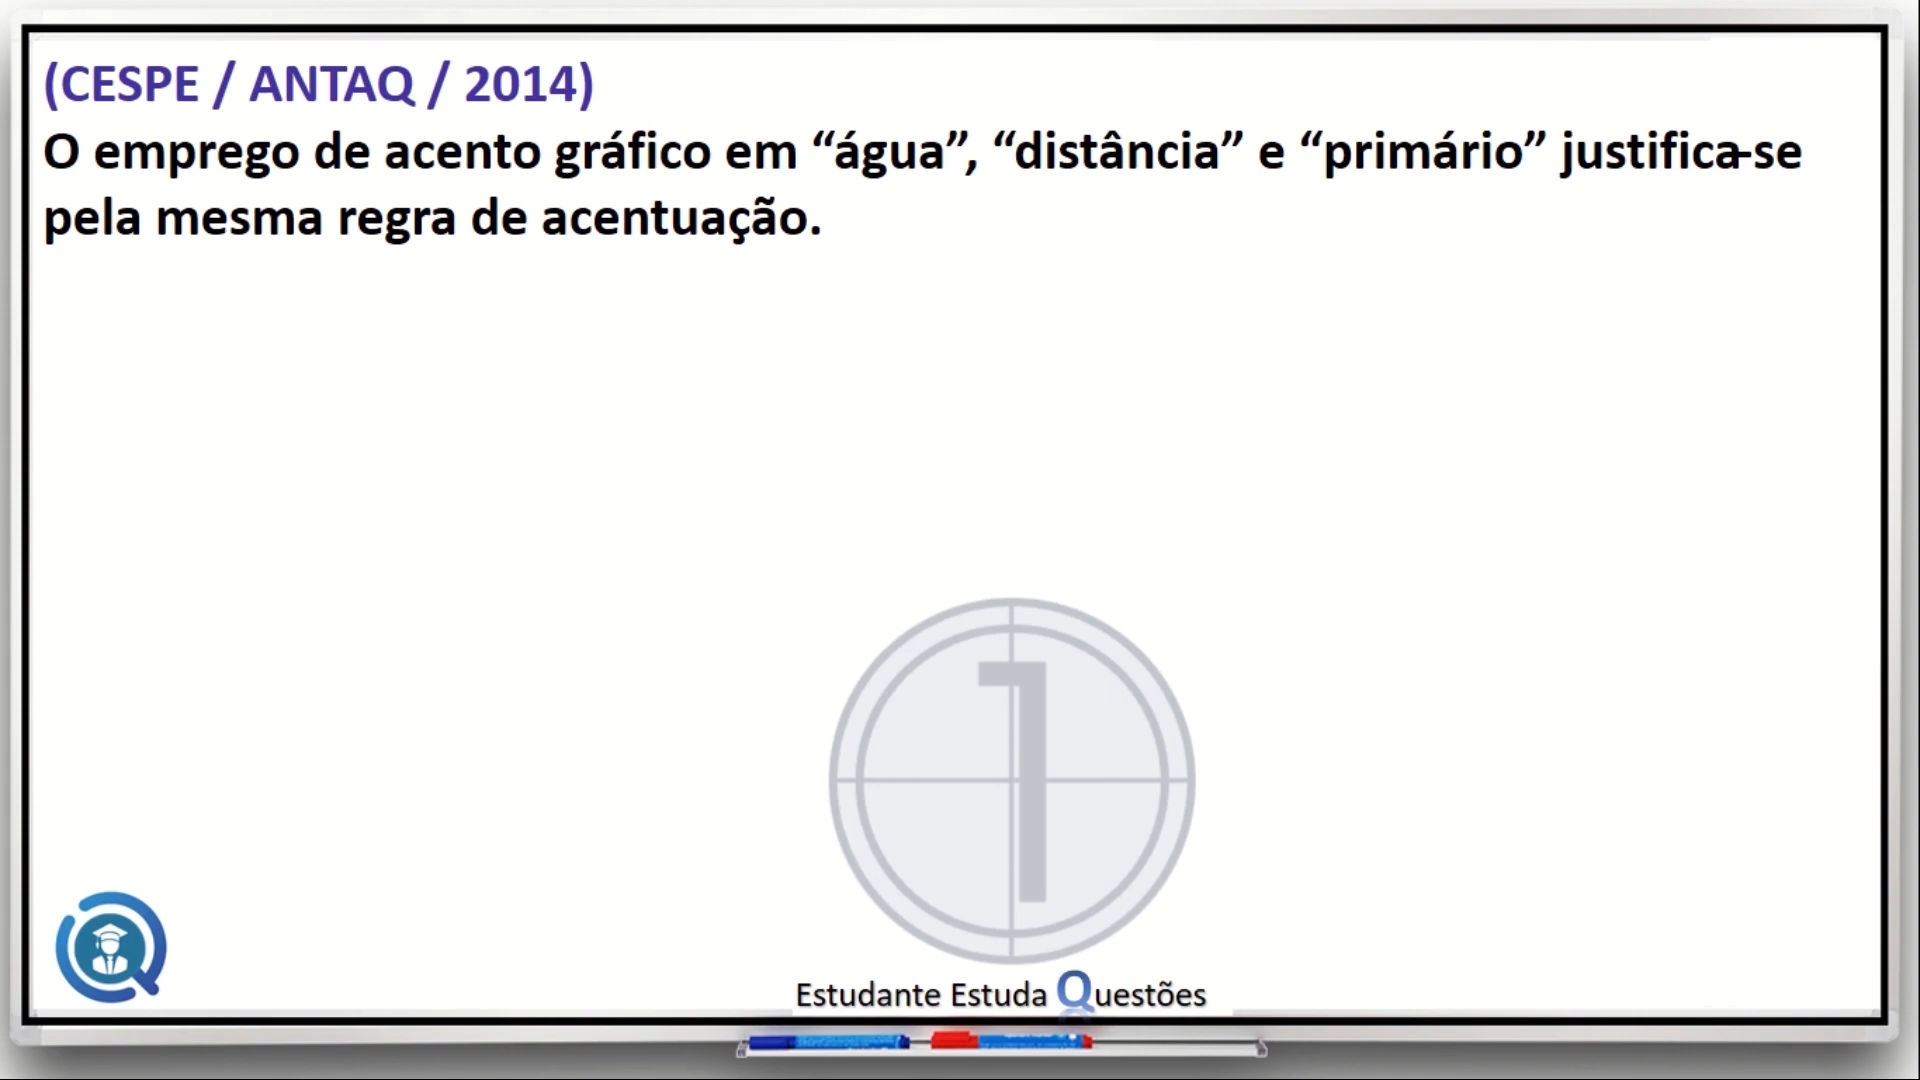 (CESPE / ANTAQ / 2014)
O emprego de acento gráfico em “água”, “distância” e “primário” justifica-se
pela mesma regra de acentuação.
1
Estudante Estuda Questões